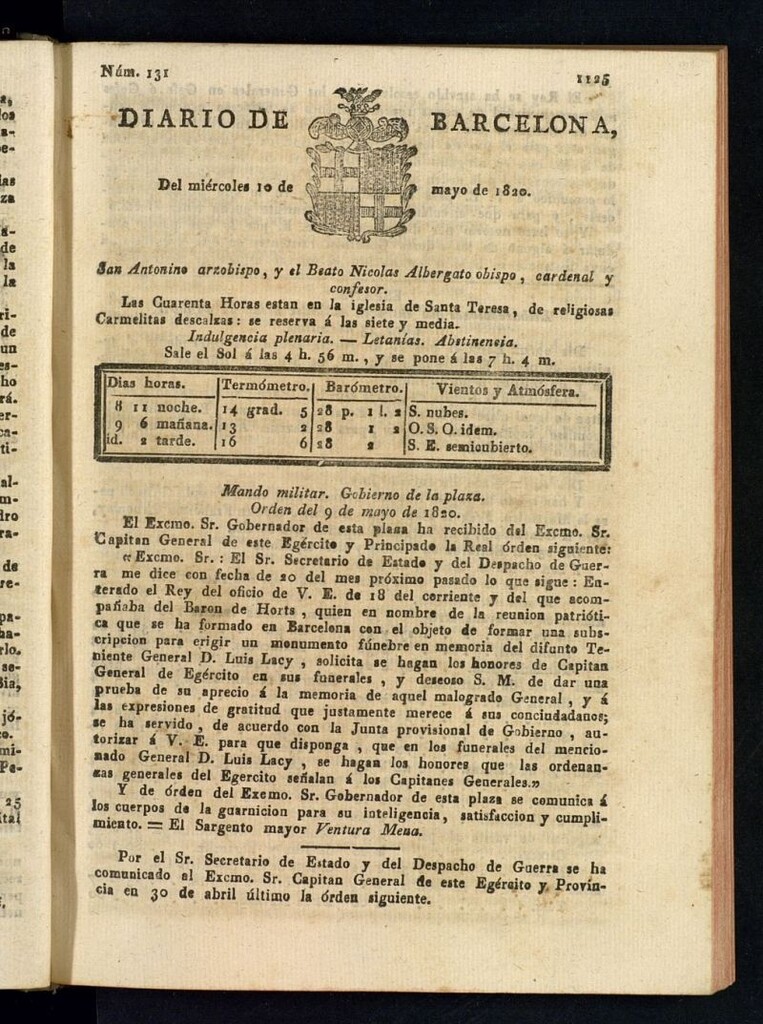 Núm. 131
1125
DIARIO DE BARCELONA,
Del miércoles 10 de mayo de 1820.
San Antonino arzobispo, y el Beato Nicolas Albergato obispo, cardenal y
confesor.
Las Cuarenta Horas estan en la iglesia de Santa Teresa, de religiosas
Carmelitas descalzas: se reserva á las siete y media.
Indulgencia plenaria. — Letanías. Abstinencia.
Sale el Sol á las 4 h. 56 m., y se pone á las 7 h. 4 m.
Dias horas. Termómetro. Barómetro. Vientos y Atmósfera.
8 11 noche. 14 grad. 5 28 p. 1 l. 2 S. nubes.
9 6 mañana. 13 2 28 1 2 O. S. O. idem.
id. 2 tarde. 16 6 28 2 S. E. semicubierto.
Mando militar. Gobierno de la plaza.
Orden del 9 de mayo de 1820.
El Excmo. Sr. Gobernador de esta plaza ha recibido del Excmo. Sr.
Capitan General de este Egército y Principado la Real órden siguiente:
«Excmo. Sr.: El Sr. Secretario de Estado y del Despacho de Guer-
ra me dice con fecha de 20 del mes próximo pasado lo que sigue: En-
terado el Rey del oficio de V. E. de 18 del corriente y del que acom-
pañaba del Baron de Horts, quien en nombre de la reunion patrióti-
ca que se ha formado en Barcelona con el objeto de formar una subs-
cripcion para erigir un monumento fúnebre en memoria del difunto Te-
niente General D. Luis Lacy, solicita se hagan los honores de Capitan
General de Egército en sus funerales, y deseoso S. M. de dar una
prueba de su aprecio á la memoria de aquel malogrado General, y á
las expresiones de gratitud que justamente merece á sus conciudadanos;
se ha servido, de acuerdo con la Junta provisional de Gobierno, au-
torizar á V. E. para que disponga, que en los funerales del mencio-
nado General D. Luis Lacy, se hagan los honores que las ordenan-
zas generales del Egercito señalan á los Capitanes Generales.»
Y de órden del Exemo. Sr. Gobernador de esta plaza se comunica á
los cuerpos de la guarnicion para su inteligencia, satisfaccion y cumpli-
miento. = El Sargento mayor Ventura Mena.
Por el Sr. Secretario de Estado y del Despacho de Guerra se ha
comunicado al Excmo. Sr. Capitan General de este Egército y Provin-
cia en 30 de abril último la órden siguiente.